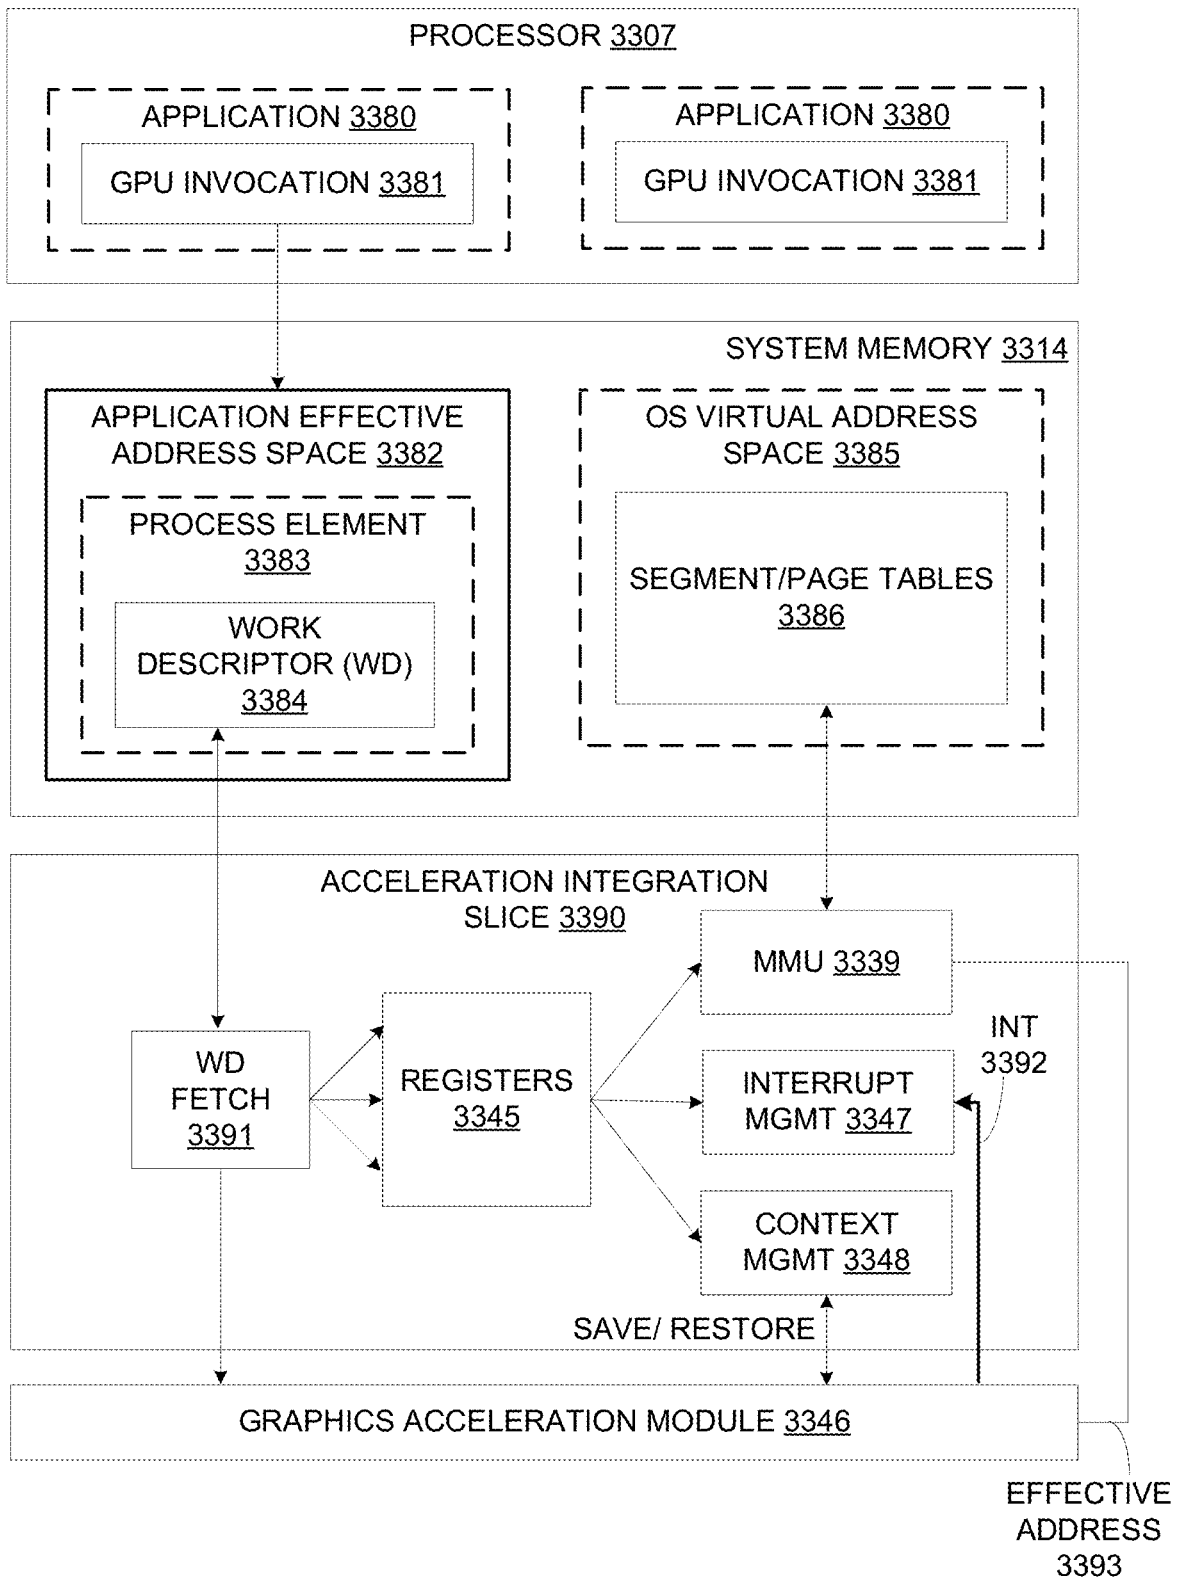 PROCESSOR 3307
APPLICATION 3380
GPU INVOCATION 3381
APPLICATION 3380
GPU INVOCATION 3381
SYSTEM MEMORY 3314
APPLICATION EFFECTIVE
ADDRESS SPACE 3382
PROCESS ELEMENT
3383
WORK
DESCRIPTOR (WD)
3384
OS VIRTUAL ADDRESS
SPACE 3385
SEGMENT/PAGE TABLES
3386
ACCELERATION INTEGRATION
SLICE 3390
WD
FETCH
3391
REGISTERS
3345
MMU 3339
INTERRUPT
MGMT 3347
CONTEXT
MGMT 3348
INT
3392
SAVE/ RESTORE
GRAPHICS ACCELERATION MODULE 3346
EFFECTIVE
ADDRESS
3393